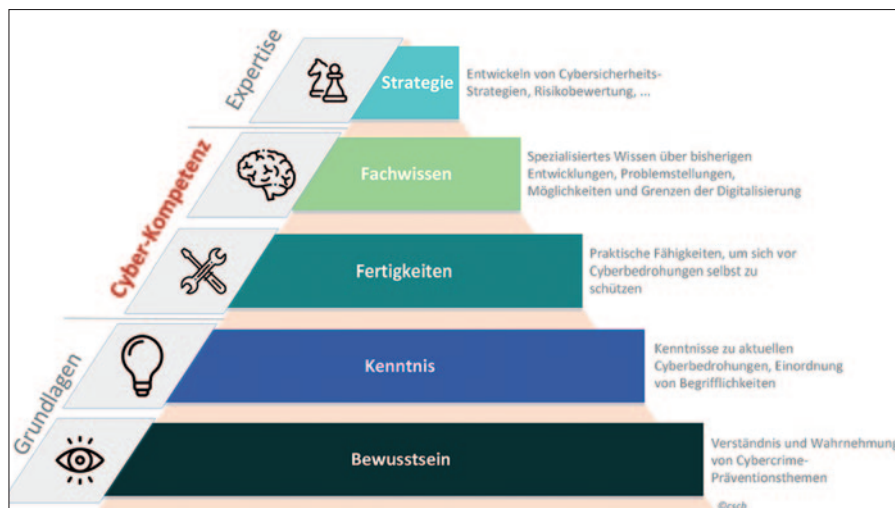 Expertise
Strategie
Entwickeln von Cybersicherheits-
Strategien, Risikobewertung, ...
Cyber-Kompetenz
Fachwissen
Spezialisiertes Wissen über bisherigen
Entwicklungen, Problemstellungen,
Möglichkeiten und Grenzen der Digitalisierung
Fertigkeiten
Praktische Fähigkeiten, um sich vor
Cyberbedrohungen selbst zu
schützen
Grundlagen
Kenntnis
Kenntnisse zu aktuellen
Cyberbedrohungen, Einordnung
von Begrifflichkeiten
Bewusstsein
Verständnis und Wahrnehmung
von Cybercrime-
Präventionsthemen
©csch